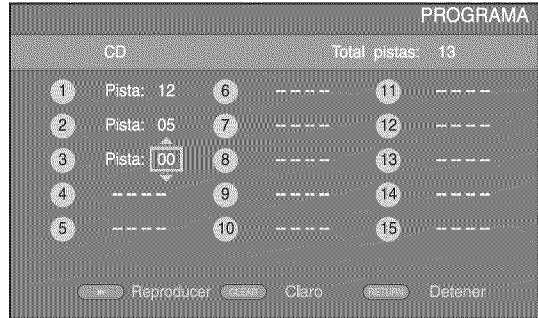 PROGRAMA
CD Total pistas: 13
1 Pista: 12 6 ---- 11 ----
2 Pista: 05 7 ---- 12 ----
3 Pista: 00 8 ---- 13 ----
4 ---- 9 ---- 14 ----
5 ---- 10 ---- 15 ----
Reproducer CLEAR Claro RETURN Detener